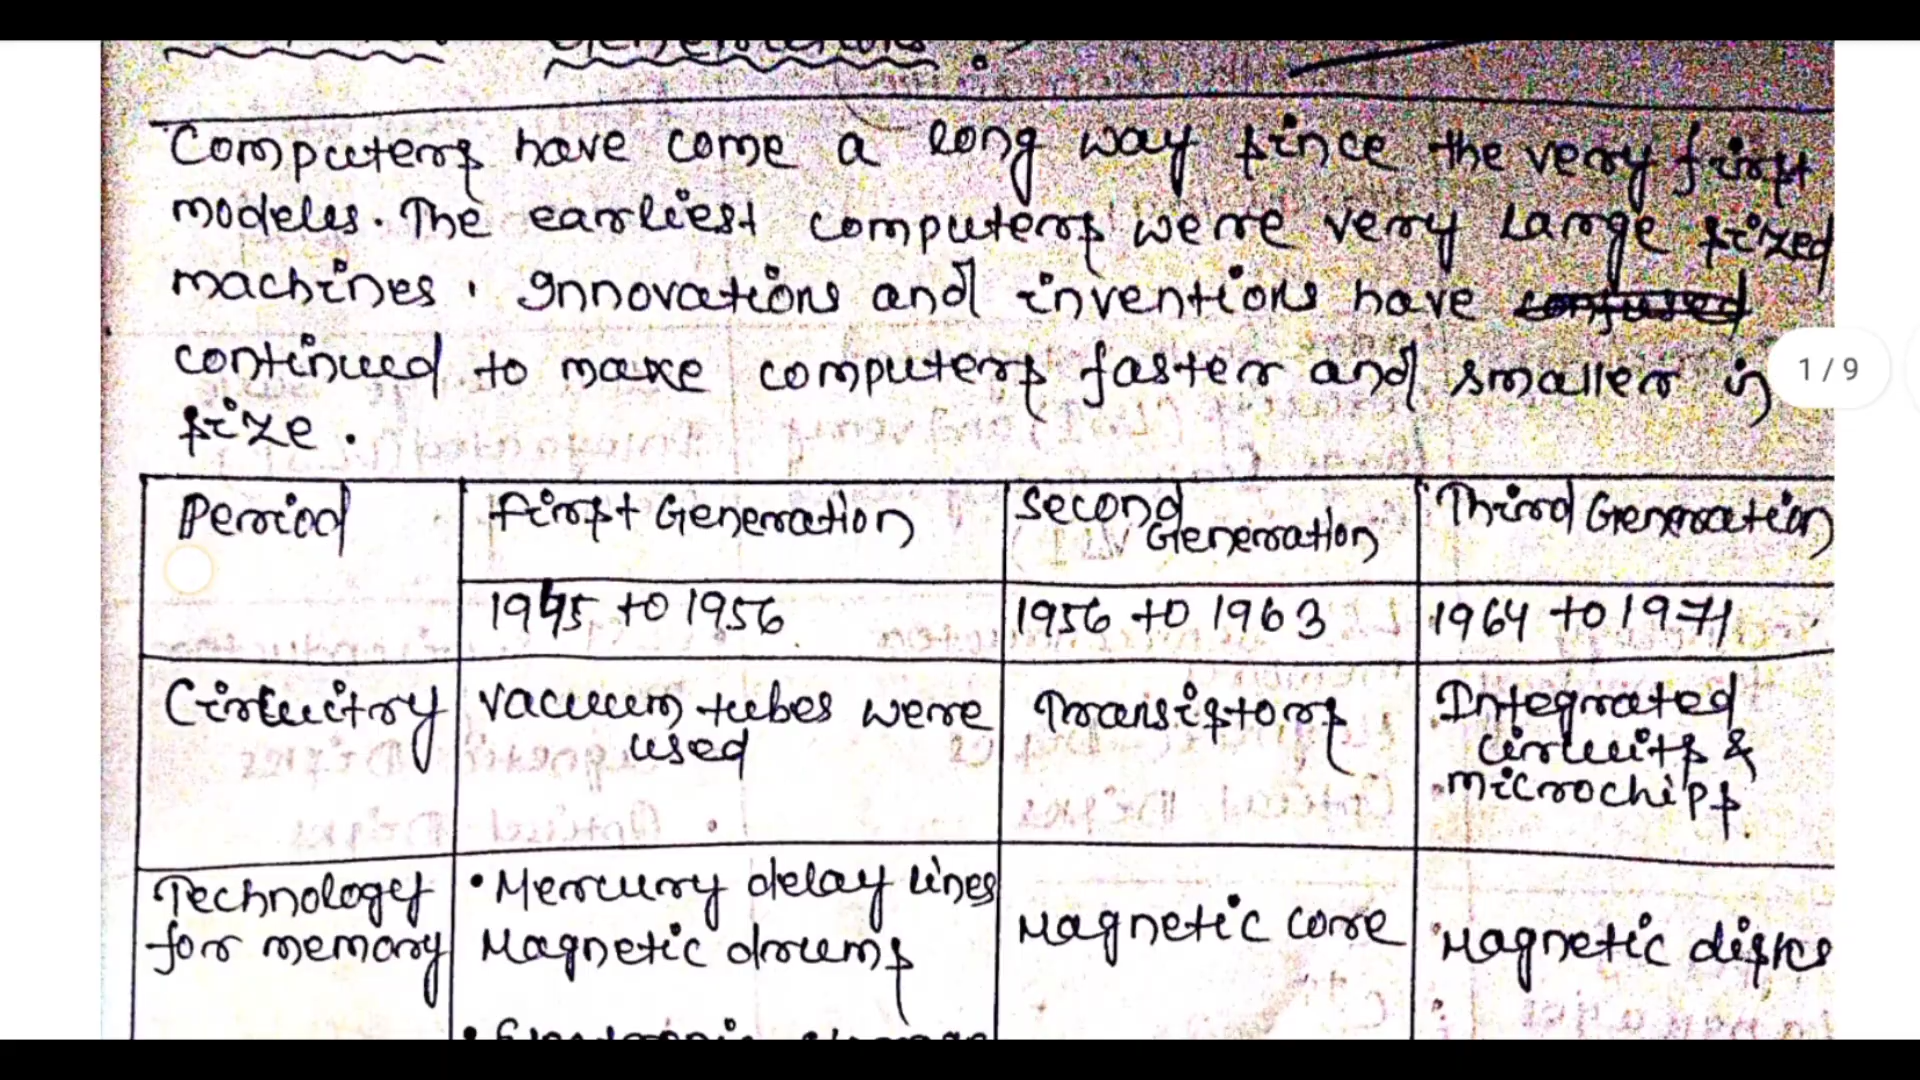 Generations :
Computers have come a long way since the very first
models. The earliest computers were very large sized
machines. Innovations and inventions have
continued to make computers faster and smaller in
size.
1 / 9
Period
First Generation
Second Generation
Third Generation
1945 to 1956
1956 to 1963
1964 to 1971
Circuitry
Vacuum tubes were
used
Transistors
Integrated
circuits &
microchips
Technology
for memory
• Mercury delay lines
Magnetic drums
Magnetic core
Magnetic disks